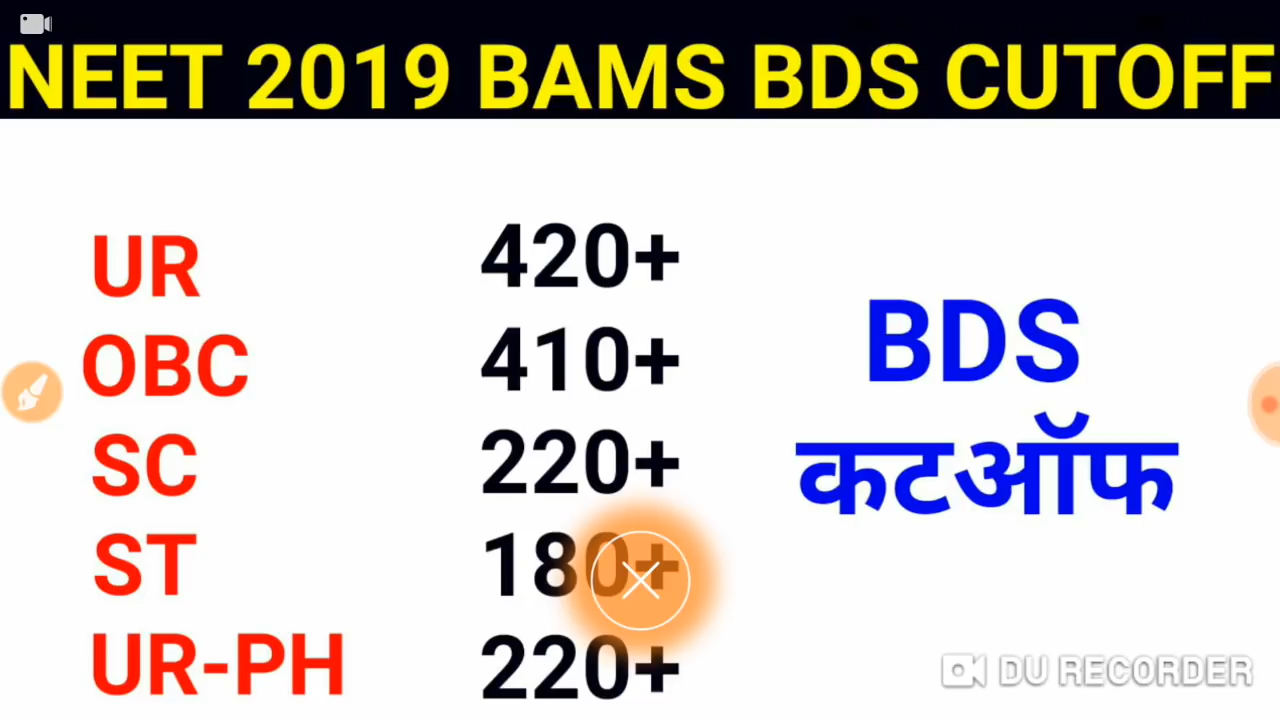 NEET 2019 BAMS BDS CUTOFF
UR 420+
OBC 410+
SC 220+
ST 180+
UR-PH 220+
BDS
कटऑफ
DU RECORDER